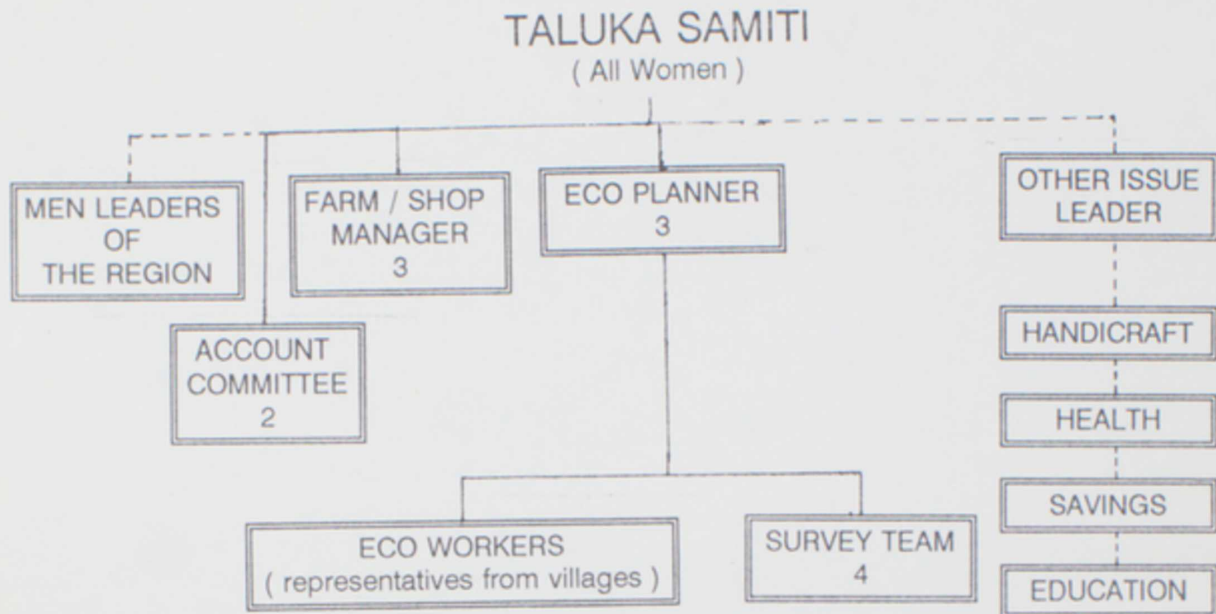 TALUKA SAMITI
( All Women )
MEN LEADERS
OF
THE REGION
ACCOUNT
COMMITTEE
2
FARM / SHOP
MANAGER
3
ECO PLANNER
3
OTHER ISSUE
LEADER
HANDICRAFT
HEALTH
SAVINGS
EDUCATION
ECO WORKERS
( representatives from villages )
SURVEY TEAM
4